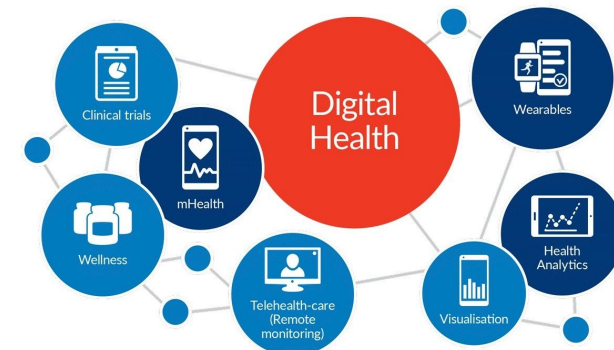 Digital
Health
Clinical trials
Wearables
mHealth
Wellness
Health
Analytics
Telehealth-care
(Remote
monitoring)
Visualisation